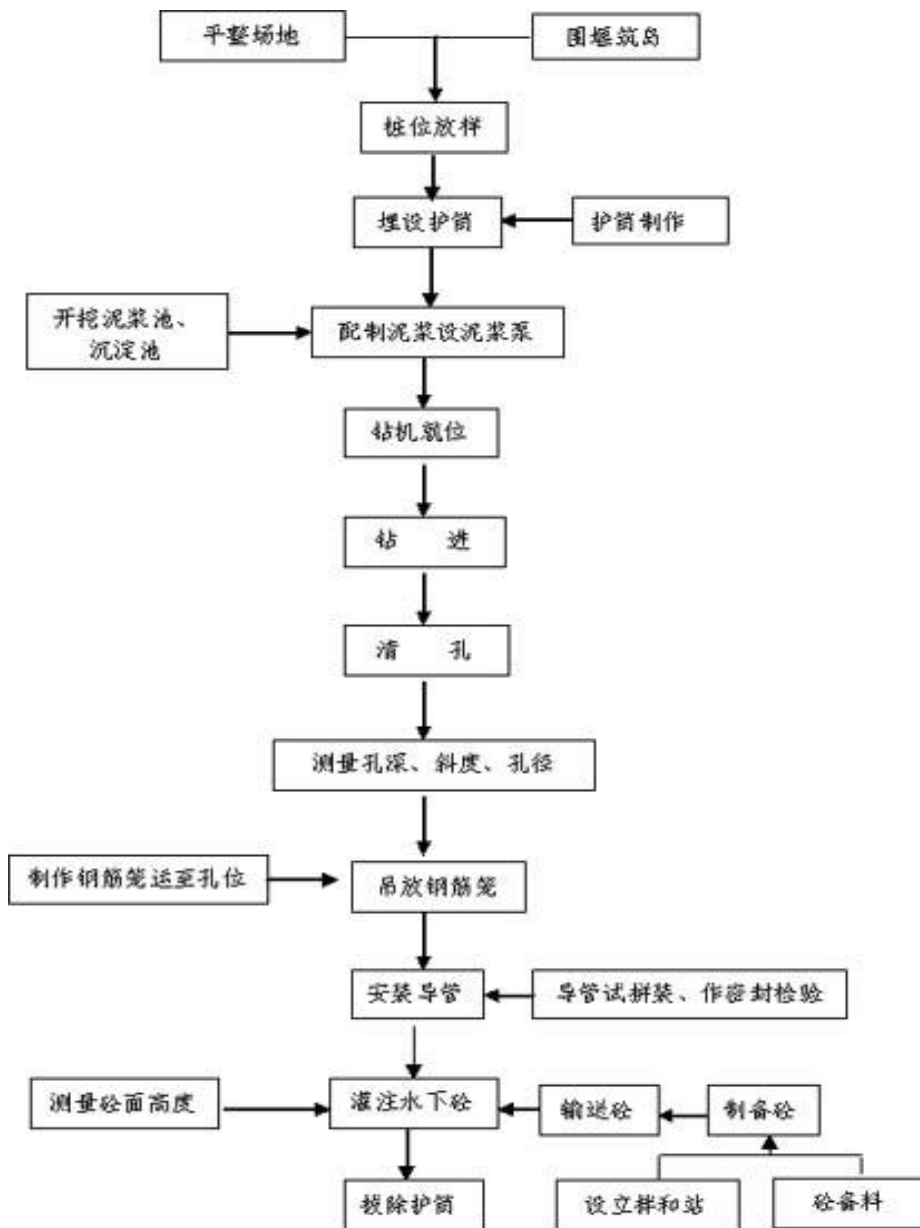 平整场地
围堰筑岛
桩位放样
埋设护筒
护筒制作
开挖泥浆池、
沉淀池
配制泥浆设泥浆泵
钻机就位
钻 进
清 孔
测量孔深、斜度、孔径
制作钢筋笼运至孔位
吊放钢筋笼
安装导管
导管试拼装、作密封检验
测量砼面高度
灌注水下砼
输送砼
制备砼
拔除护筒
设立拌和站
砼备料